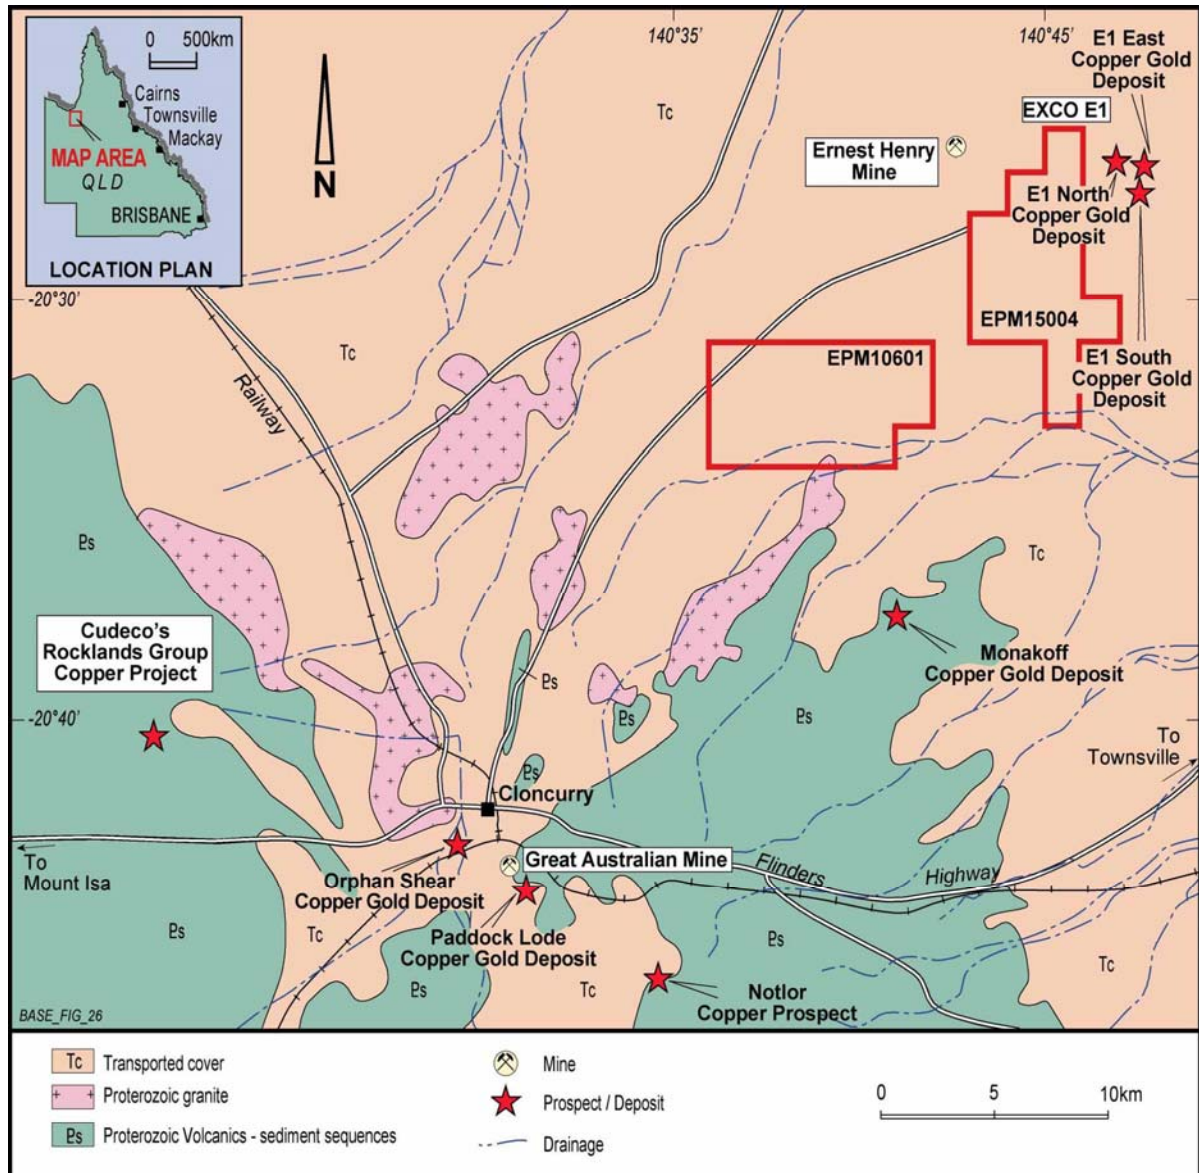 0 500km
Cairns
Townsville
Mackay
MAP AREA
QLD
BRISBANE
LOCATION PLAN
N
140°35'
140°45'
E1 East
Copper Gold
Deposit
EXCO E1
Tc
Ernest Henry
Mine
E1 North
Copper Gold
Deposit
-20°30'
EPM15004
Tc
EPM10601
E1 South
Copper Gold
Deposit
Railway
Ps
Tc
Cudeco's
Rocklands Group
Copper Project
Monakoff
Copper Gold Deposit
Ps
Ps
Ps
-20°40'
To
Townsville
Ps
Cloncurry
To
Mount Isa
Great Australian Mine
Flinders
Highway
Orphan Shear
Copper Gold Deposit
Ps
Tc
Paddock Lode
Copper Gold Deposit
Ps
Tc
Ps
Tc
Notlor
Copper Prospect
BASE_FIG_26
Tc Transported cover
Proterozoic granite
Ps Proterozoic Volcanics - sediment sequences
Mine
Prospect / Deposit
Drainage
0 5 10km